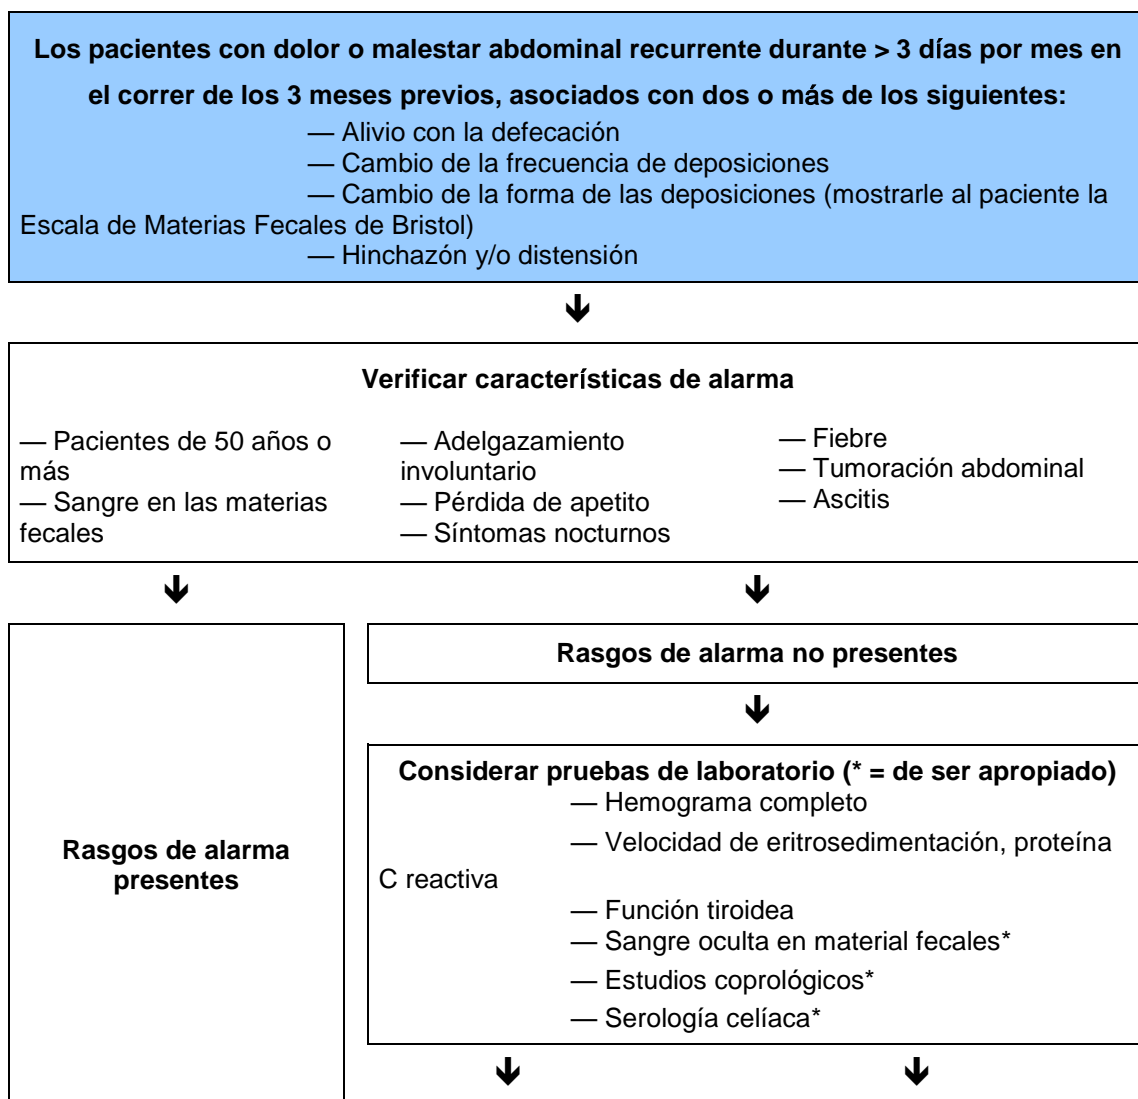 Los pacientes con dolor o malestar abdominal recurrente durante > 3 días por mes en
el correr de los 3 meses previos, asociados con dos o más de los siguientes:
— Alivio con la defecación
— Cambio de la frecuencia de deposiciones
— Cambio de la forma de las deposiciones (mostrarle al paciente la
Escala de Materias Fecales de Bristol)
— Hinchazón y/o distensión
Verificar características de alarma
— Pacientes de 50 años o
más
— Sangre en las materias
fecales
— Adelgazamiento
involuntario
— Pérdida de apetito
— Síntomas nocturnos
— Fiebre
— Tumoración abdominal
— Ascitis
Rasgos de alarma
presentes
Rasgos de alarma no presentes
Considerar pruebas de laboratorio (* = de ser apropiado)
— Hemograma completo
— Velocidad de eritrosedimentación, proteína
C reactiva
— Función tiroidea
— Sangre oculta en material fecales*
— Estudios coprológicos*
— Serología celíaca*